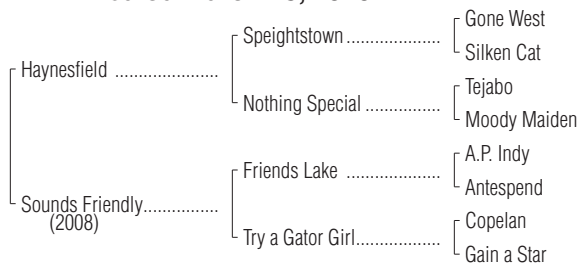 Gone West
Speightstown
Silken Cat
Haynesfield
Tejabo
Nothing Special
Moody Maiden
A.P. Indy
Friends Lake
Antespend
Sounds Friendly
(2008)
Copelan
Try a Gator Girl
Gain a Star